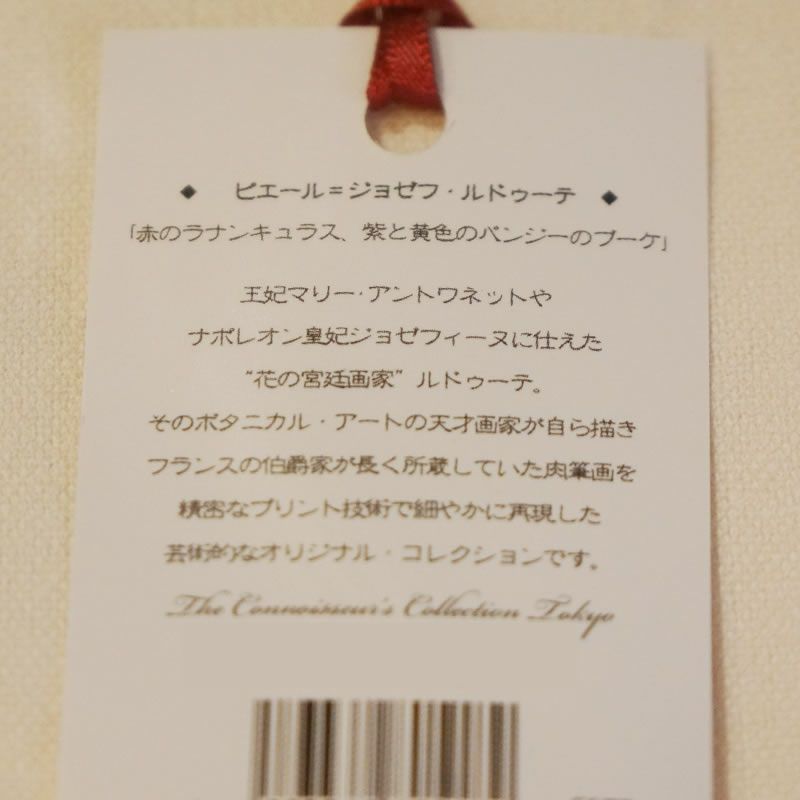 ◆ ピエール=ジョゼフ・ルドゥーテ ◆
「赤のラナンキュラス、紫と黄色のパンジーのブーケ」
王妃マリー・アントワネットや
ナポレオン皇妃ジョゼフィーヌに仕えた
“花の宮廷画家” ルドゥーテ。
そのボタニカル・アートの天才画家が自ら描き
フランスの伯爵家が長く所蔵していた肉筆画を
精密なプリント技術で細やかに再現した
芸術的なオリジナル・コレクションです。
The Connoisseur's Collection Tokyo